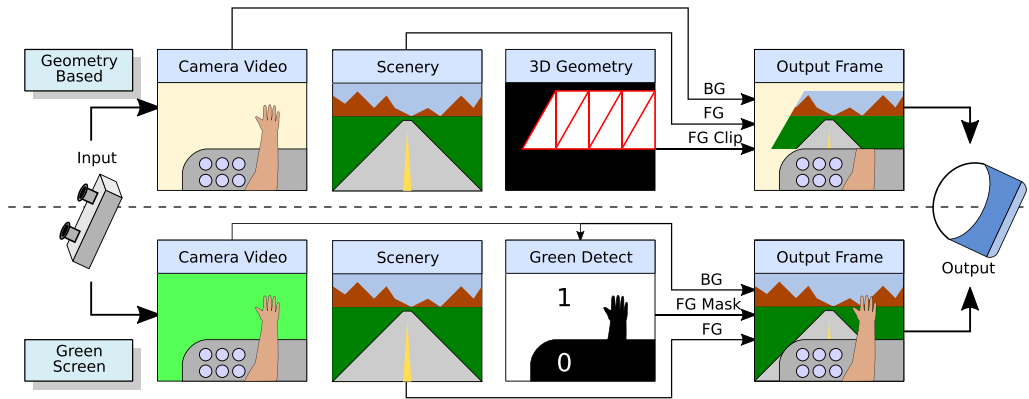 Geometry
Based
Camera Video
Scenery
3D Geometry
Output Frame
BG
FG
FG Clip
Input
Output
Camera Video
Scenery
Green Detect
Output Frame
1
0
BG
FG Mask
FG
Green
Screen